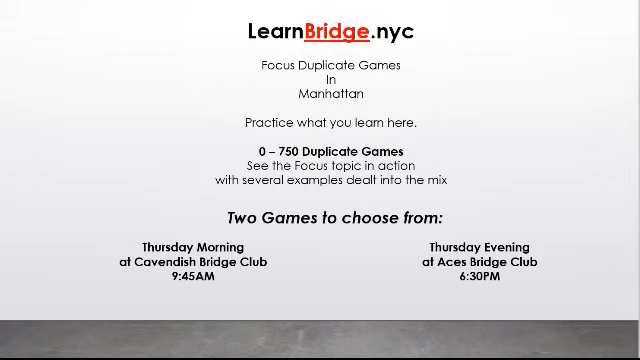 LearnBridge.nyc
Focus Duplicate Games
In
Manhattan
Practice what you learn here.
0 – 750 Duplicate Games
See the Focus topic in action
with several examples dealt into the mix
Two Games to choose from:
Thursday Morning
at Cavendish Bridge Club
9:45AM
Thursday Evening
at Aces Bridge Club
6:30PM